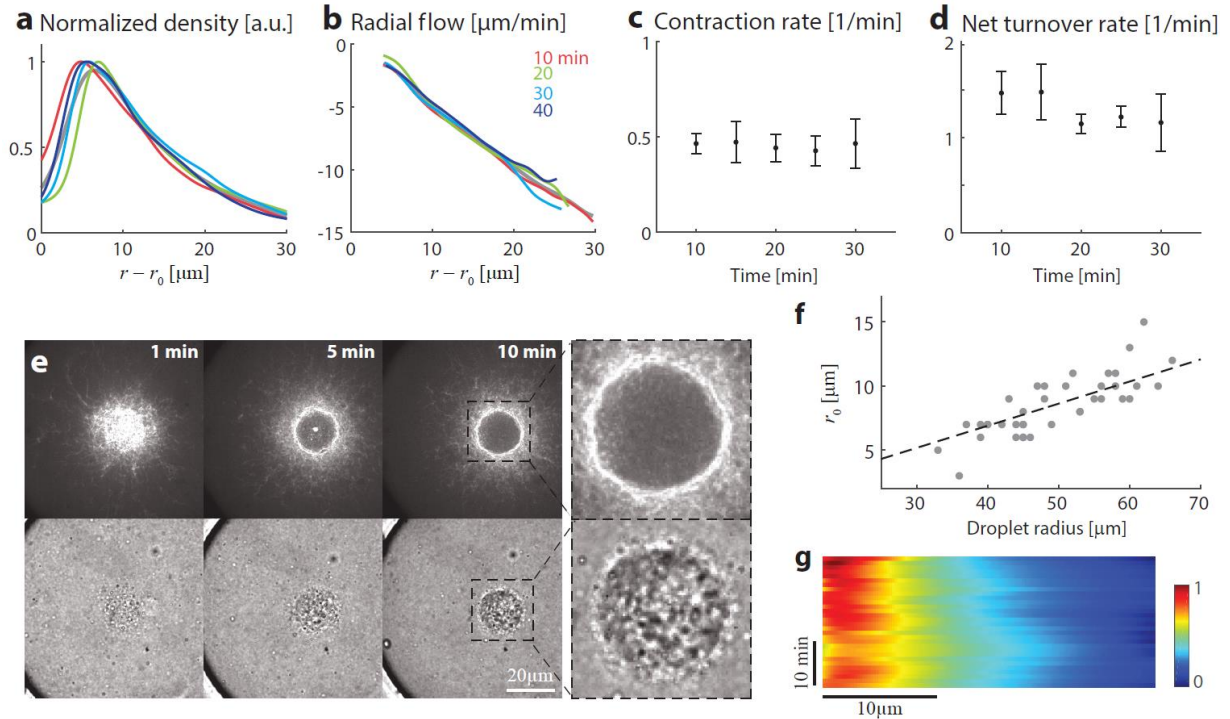 a Normalized density [a.u.]
1
0.5
0
0 10 20 30
r − r₀ [µm]
b Radial flow [µm/min]
0
-5
-10
-15
0 10 20 30
r − r₀ [µm]
10 min
20
30
40
c Contraction rate [1/min]
1
0.5
0
10 20 30
Time [min]
d Net turnover rate [1/min]
2
1
0
10 20 30
Time [min]
e
1 min
5 min
10 min
20µm
f
r₀ [µm]
15
10
5
30 40 50 60 70
Droplet radius [µm]
g
10 min
10µm
1
0